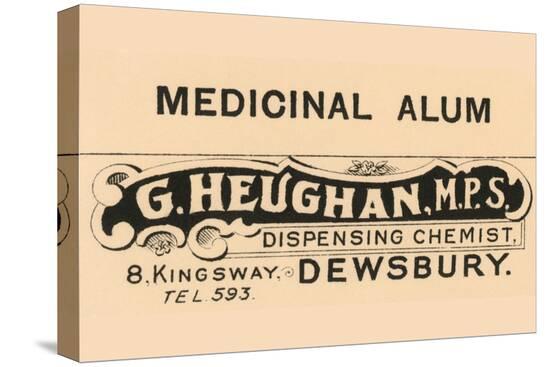 MEDICINAL ALUM
G. HEUGHAN, M.P.S.
DISPENSING CHEMIST,
8, KINGSWAY, DEWSBURY.
TEL. 593.